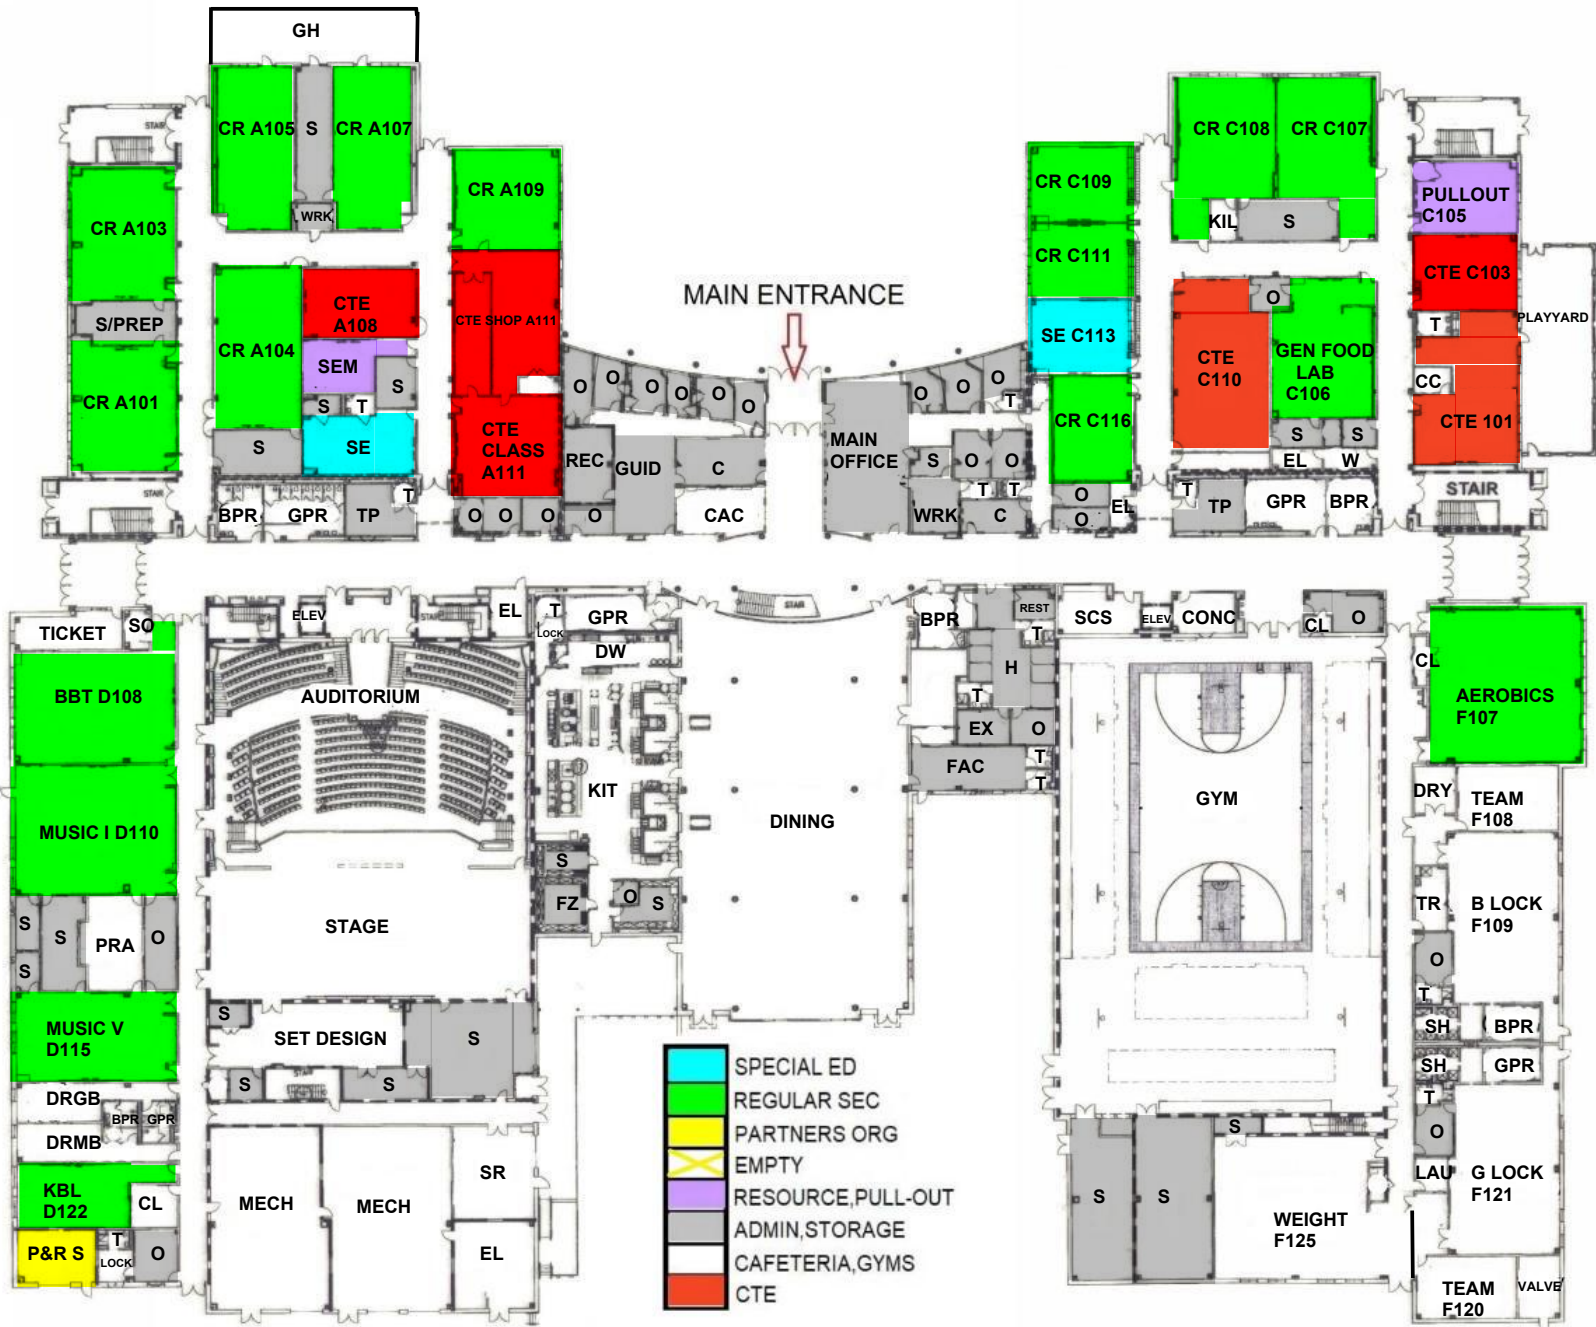 GH
CR A105
S
CR A107
CR C108
CR C107
STAIR
CR A109
CR C109
PULLOUT
C105
WRK
CR A103
KIL
S
CR C111
CTE C103
MAIN ENTRANCE
S/PREP
CTE
A108
CTE SHOP A111
O
T
PLAYYARD
CR A104
SE C113
CTE
C110
GEN FOOD
LAB
C106
SEM
S
O
O
O
O
O
O
O
O
O
T
CC
CR A101
S
T
CR C116
CTE 101
S
SE
CTE
CLASS
A111
REC
GUID
C
MAIN
OFFICE
S
O
O
S
S
EL
W
T
T
T
T
STAIR
STAIR
BPR
GPR
TP
O
O
O
O
CAC
WRK
C
O
O
EL
TP
GPR
BPR
TICKET
SO
ELEV
STAIR
EL
T
LOCK
GPR
STAIR
BPR
REST
T
SCS
ELEV
CONC
CL
O
DW
BBT D108
AUDITORIUM
H
CL
AEROBICS
F107
T
EX
O
KIT
FAC
T
T
GYM
DRY
TEAM
F108
MUSIC I D110
DINING
S
FZ
O
S
B LOCK
F109
TR
S
S
PRA
O
STAGE
S
O
T
S
MUSIC V
D115
SET DESIGN
S
SH
BPR
SH
GPR
S
STAIR
S
T
DRGB
BPR
GPR
DRMB
O
SPECIAL ED
REGULAR SEC
PARTNERS ORG
EMPTY
RESOURCE,PULL-OUT
ADMIN,STORAGE
CAFETERIA,GYMS
CTE
S
STAIR
KBL
D122
CL
MECH
MECH
SR
S
S
LAU
G LOCK
F121
WEIGHT
F125
P&R S
T
LOCK
O
EL
TEAM
F120
VALVE